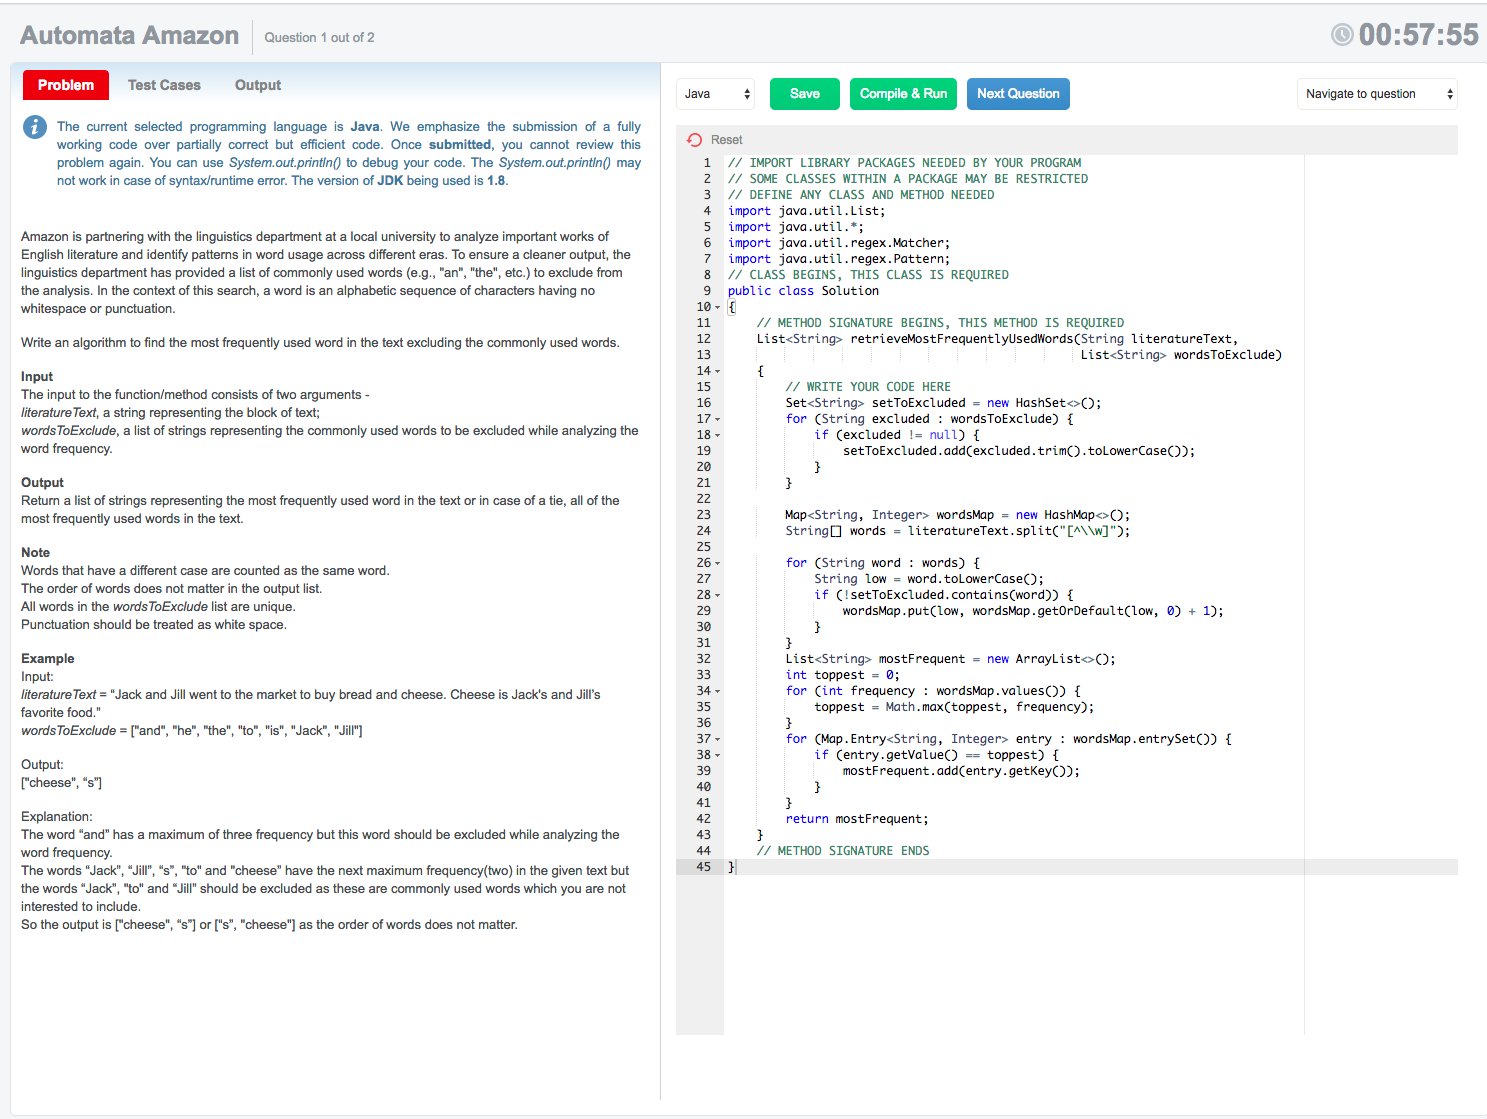 Automata Amazon
Question 1 out of 2
00:57:55
Problem
Test Cases
Output
The current selected programming language is Java. We emphasize the submission of a fully
working code over partially correct but efficient code. Once submitted, you cannot review this
problem again. You can use System.out.println() to debug your code. The System.out.println() may
not work in case of syntax/runtime error. The version of JDK being used is 1.8.
Amazon is partnering with the linguistics department at a local university to analyze important works of
English literature and identify patterns in word usage across different eras. To ensure a cleaner output, the
linguistics department has provided a list of commonly used words (e.g., "an", "the", etc.) to exclude from
the analysis. In the context of this search, a word is an alphabetic sequence of characters having no
whitespace or punctuation.
Write an algorithm to find the most frequently used word in the text excluding the commonly used words.
Input
The input to the function/method consists of two arguments -
literatureText, a string representing the block of text;
wordsToExclude, a list of strings representing the commonly used words to be excluded while analyzing the
word frequency.
Output
Return a list of strings representing the most frequently used word in the text or in case of a tie, all of the
most frequently used words in the text.
Note
Words that have a different case are counted as the same word.
The order of words does not matter in the output list.
All words in the wordsToExclude list are unique.
Punctuation should be treated as white space.
Example
Input:
literatureText = "Jack and Jill went to the market to buy bread and cheese. Cheese is Jack's and Jill's
favorite food."
wordsToExclude = ["and", "he", "the", "to", "is", "Jack", "Jill"]
Output:
["cheese", "s"]
Explanation:
The word "and" has a maximum of three frequency but this word should be excluded while analyzing the
word frequency.
The words "Jack", "Jill", "s", "to" and "cheese" have the next maximum frequency(two) in the given text but
the words "Jack", "to" and "Jill" should be excluded as these are commonly used words which you are not
interested to include.
So the output is ["cheese", "s"] or ["s", "cheese"] as the order of words does not matter.
Java
Save
Compile & Run
Next Question
Navigate to question
Reset
1 // IMPORT LIBRARY PACKAGES NEEDED BY YOUR PROGRAM
2 // SOME CLASSES WITHIN A PACKAGE MAY BE RESTRICTED
3 // DEFINE ANY CLASS AND METHOD NEEDED
4 import java.util.List;
5 import java.util.*;
6 import java.util.regex.Matcher;
7 import java.util.regex.Pattern;
8 // CLASS BEGINS, THIS CLASS IS REQUIRED
9 public class Solution
10 {
11 // METHOD SIGNATURE BEGINS, THIS METHOD IS REQUIRED
12 List<String> retrieveMostFrequentlyUsedWords(String literatureText,
13 List<String> wordsToExclude)
14 {
15 // WRITE YOUR CODE HERE
16 Set<String> setToExcluded = new HashSet<>();
17 for (String excluded : wordsToExclude) {
18 if (excluded != null) {
19 setToExcluded.add(excluded.trim().toLowerCase());
20 }
21 }
22
23 Map<String, Integer> wordsMap = new HashMap<>();
24 String[] words = literatureText.split("[^\\w]");
25
26 for (String word : words) {
27 String low = word.toLowerCase();
28 if (!setToExcluded.contains(word)) {
29 wordsMap.put(low, wordsMap.getOrDefault(low, 0) + 1);
30 }
31 }
32 List<String> mostFrequent = new ArrayList<>();
33 int toppest = 0;
34 for (int frequency : wordsMap.values()) {
35 toppest = Math.max(toppest, frequency);
36 }
37 for (Map.Entry<String, Integer> entry : wordsMap.entrySet()) {
38 if (entry.getValue() == toppest) {
39 mostFrequent.add(entry.getKey());
40 }
41 }
42 return mostFrequent;
43 }
44 // METHOD SIGNATURE ENDS
45 }